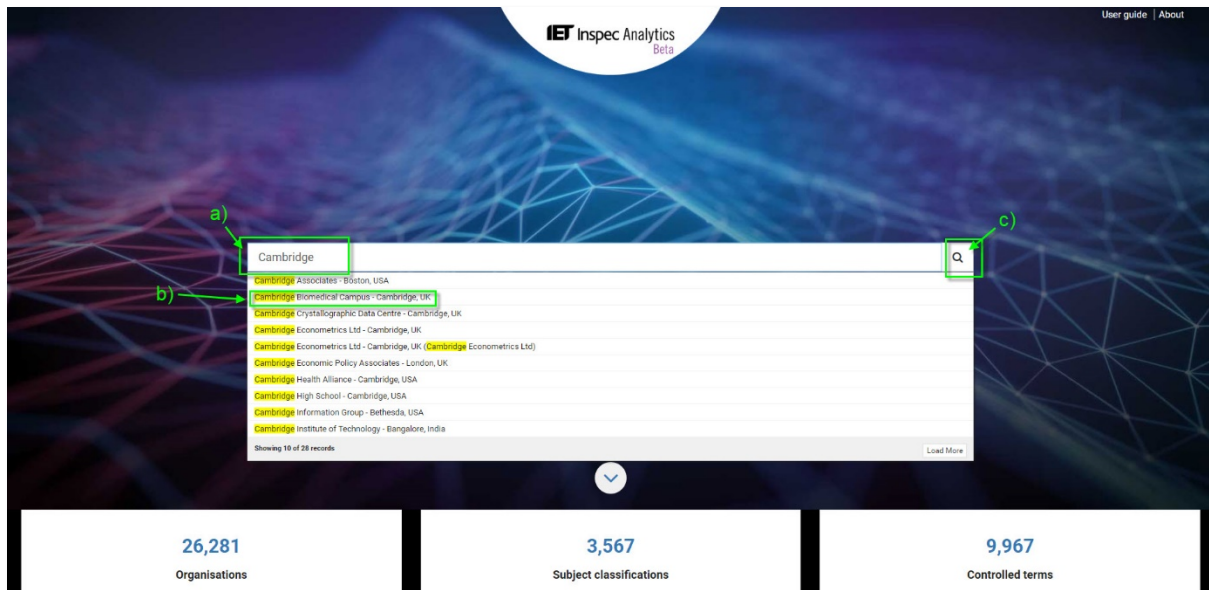 User guide | About
IET Inspec Analytics
Beta
a)
c)
Cambridge
Cambridge Associates - Boston, USA
b)
Cambridge Biomedical Campus - Cambridge, UK
Cambridge Crystallographic Data Centre - Cambridge, UK
Cambridge Econometrics Ltd - Cambridge, UK
Cambridge Econometrics Ltd - Cambridge, UK (Cambridge Econometrics Ltd)
Cambridge Economic Policy Associates - London, UK
Cambridge Health Alliance - Cambridge, USA
Cambridge High School - Cambridge, USA
Cambridge Information Group - Bethesda, USA
Cambridge Institute of Technology - Bangalore, India
Showing 10 of 28 records
Load More
26,281
Organisations
3,567
Subject classifications
9,967
Controlled terms